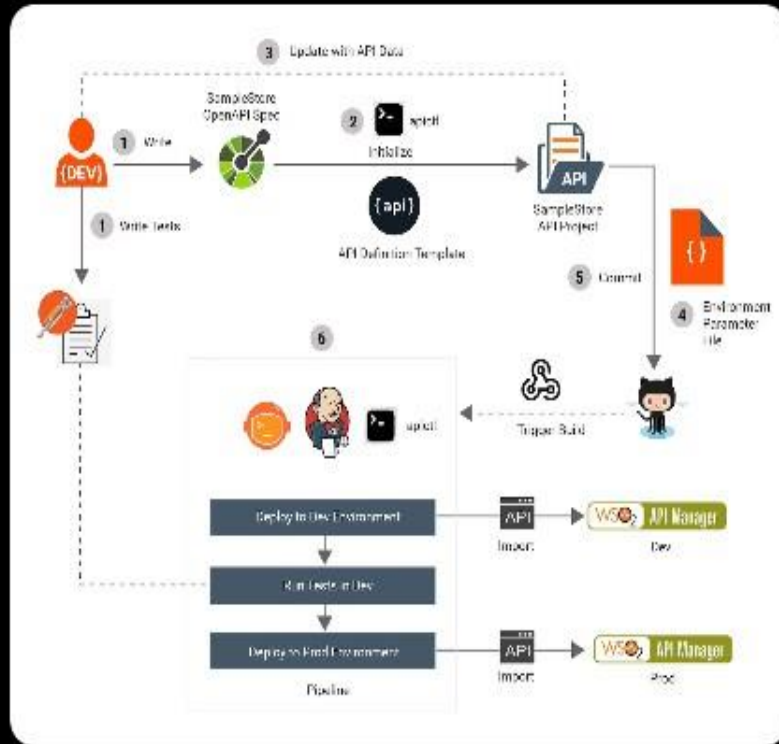 3 Update with API Data
SampleStore
OpenAPI Spec
2 apictl
Initialize
1 Write
{DEV}
{api}
API
API Definition Template
SampleStore
API Project
{ }
1 Write Tests
5 Commit
4 Environment
Parameter
File
6
apictl
Trigger Build
Deploy to Dev Environment
API
WSO2 API Manager
Import
Dev
Run Tests in Dev
Deploy to Prod Environment
API
WSO2 API Manager
Import
Prod
Pipeline